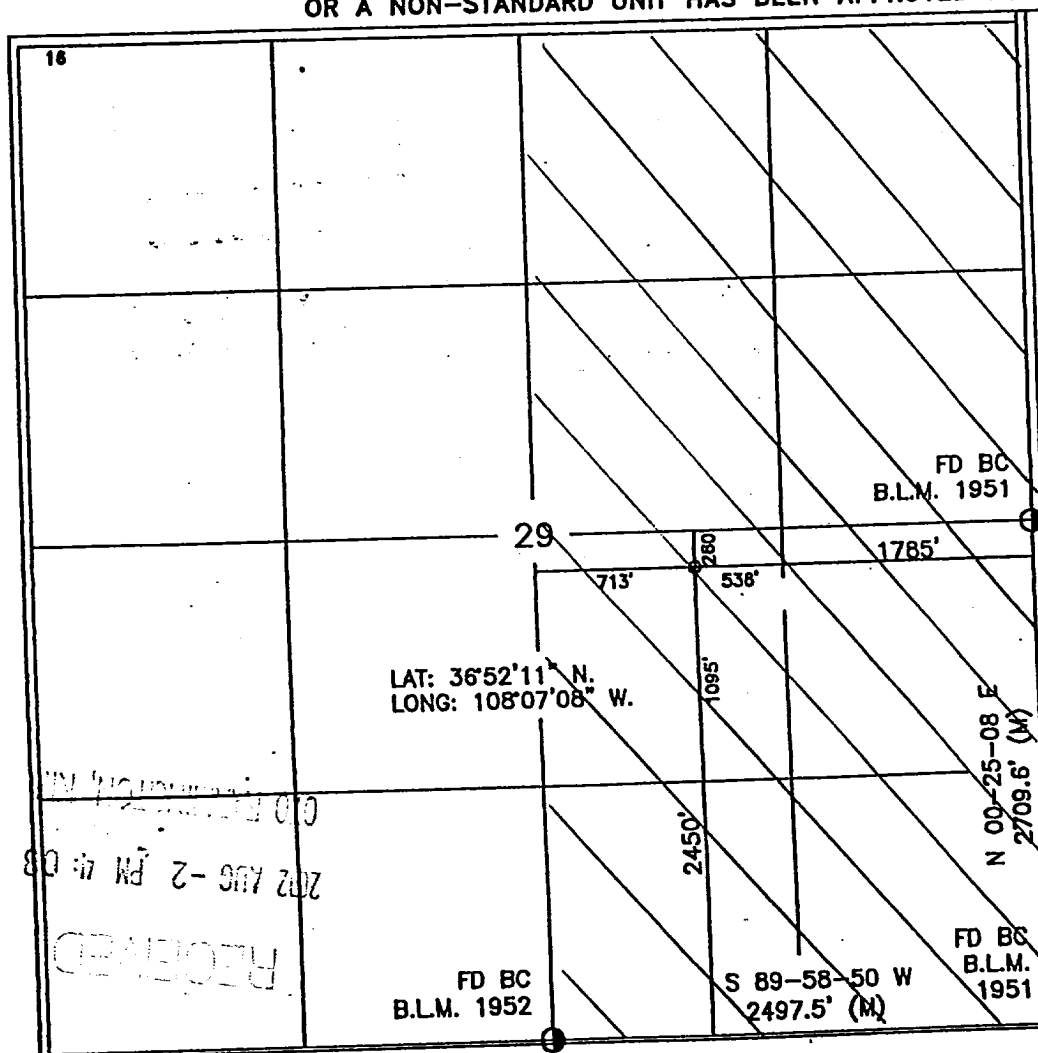 OR A NON-STANDARD UNIT HAS BEEN
16
FD BC
B.L.M. 1951
29
280
1785'
713'
538'
LAT: 36°52'11" N.
LONG: 108°07'08" W.
1095'
N 00-25-08 E
2709.6' (M)
2450'
2012 AUG -2 PM 4: 03
RECEIVED
FD BC
B.L.M. 1952
S 89-58-50 W
2497.5' (M)
FD BC
B.L.M.
1951